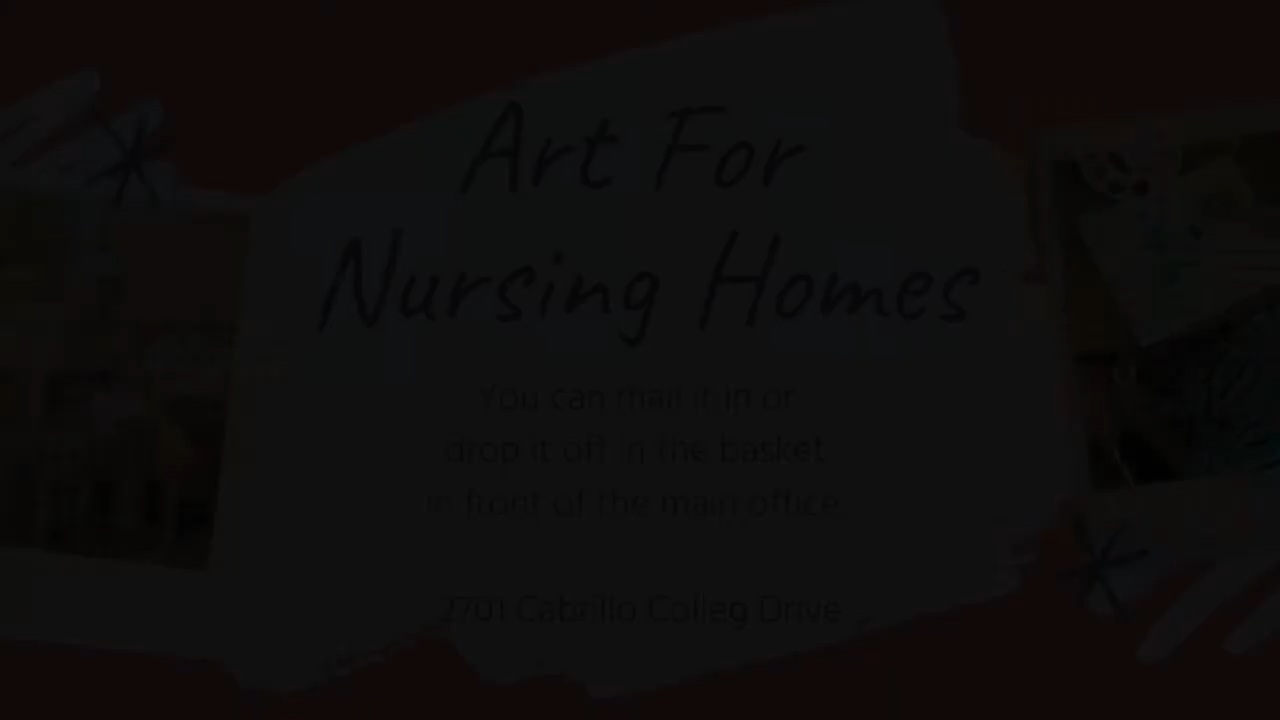 Art For
Nursing Homes
You can mail it in or
drop it off in the basket
in front of the main office
2701 Cabrillo Colleg Drive